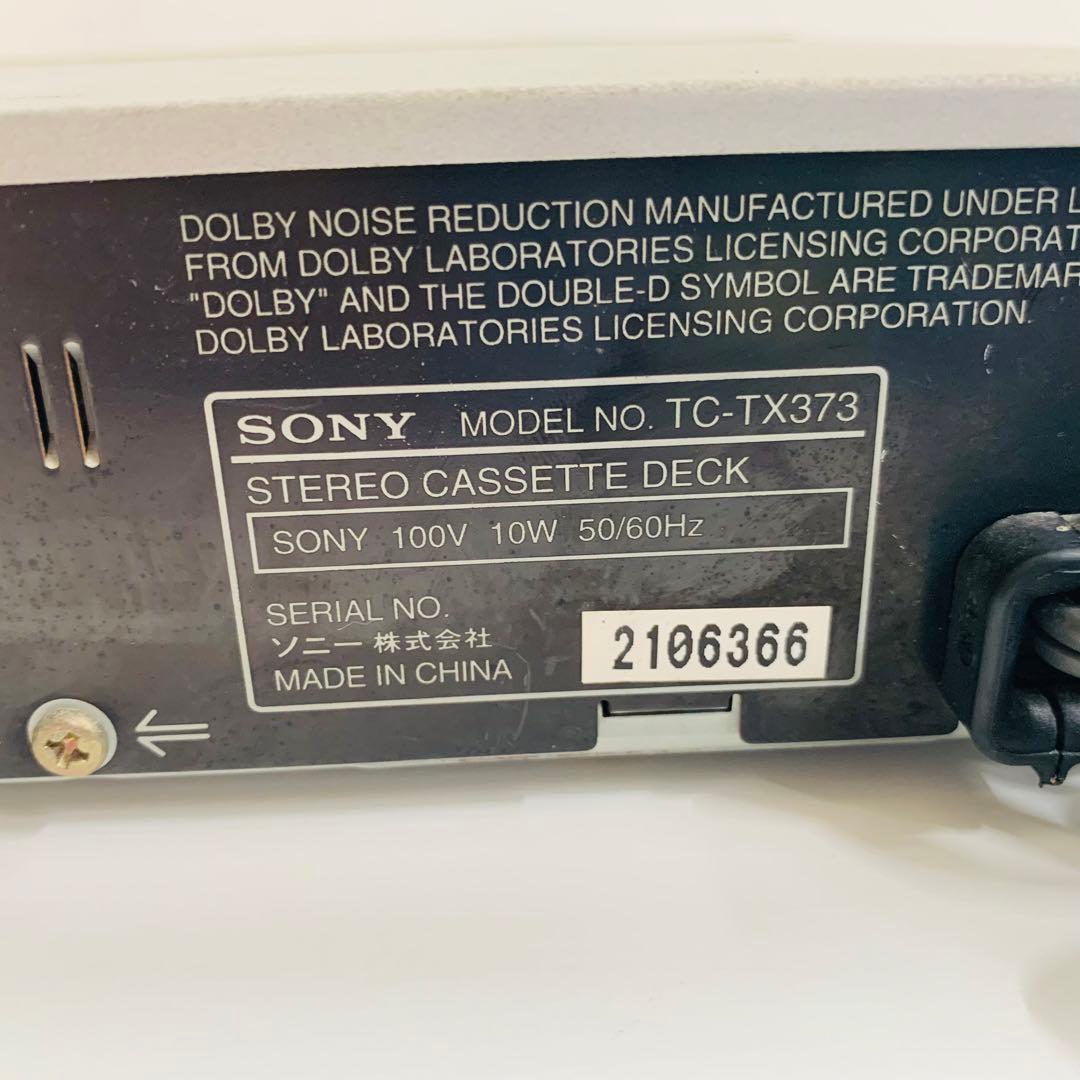 DOLBY NOISE REDUCTION MANUFACTURED UNDER
FROM DOLBY LABORATORIES LICENSING
"DOLBY" AND THE DOUBLE-D SYMBOL ARE
DOLBY LABORATORIES LICENSING CORPORATION.
SONY MODEL NO. TC-TX373
STEREO CASSETTE DECK
SONY 100V 10W 50/60Hz
SERIAL NO.
ソニー株式会社
2106366
MADE IN CHINA